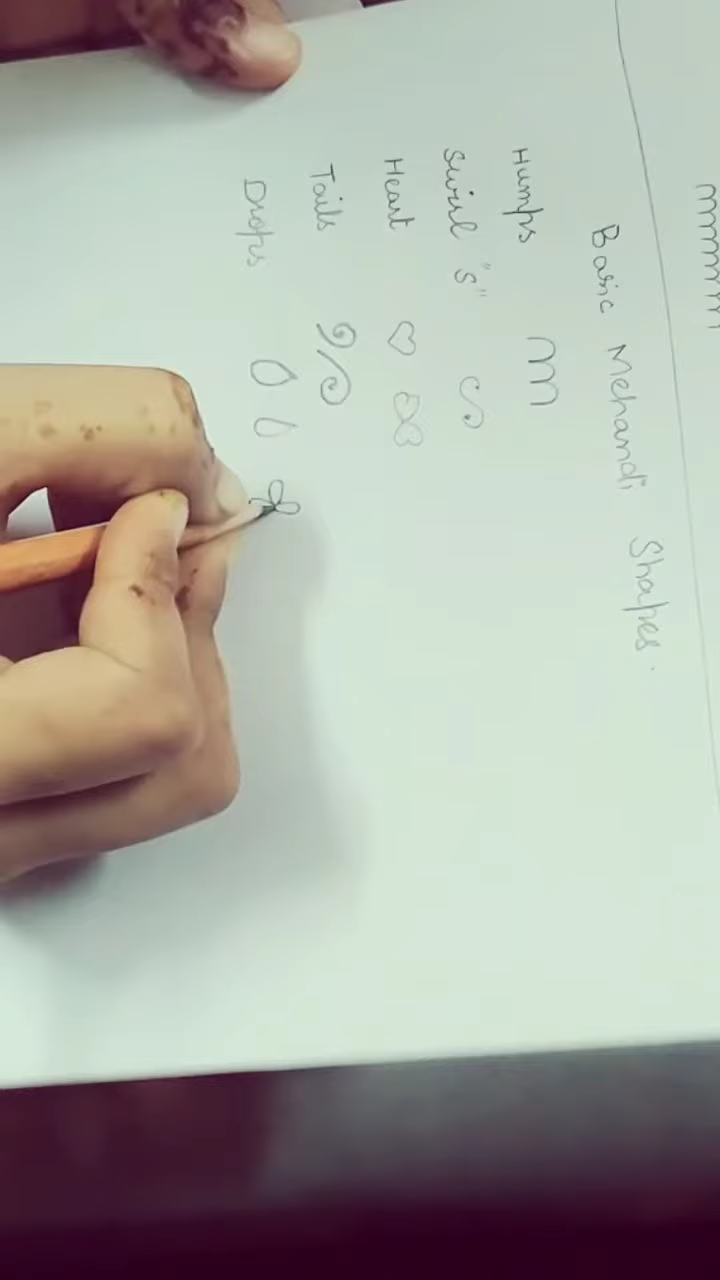 Basic Mehandi Shapes.
Humps
Swirl "S"
Heart
Tails
Drops